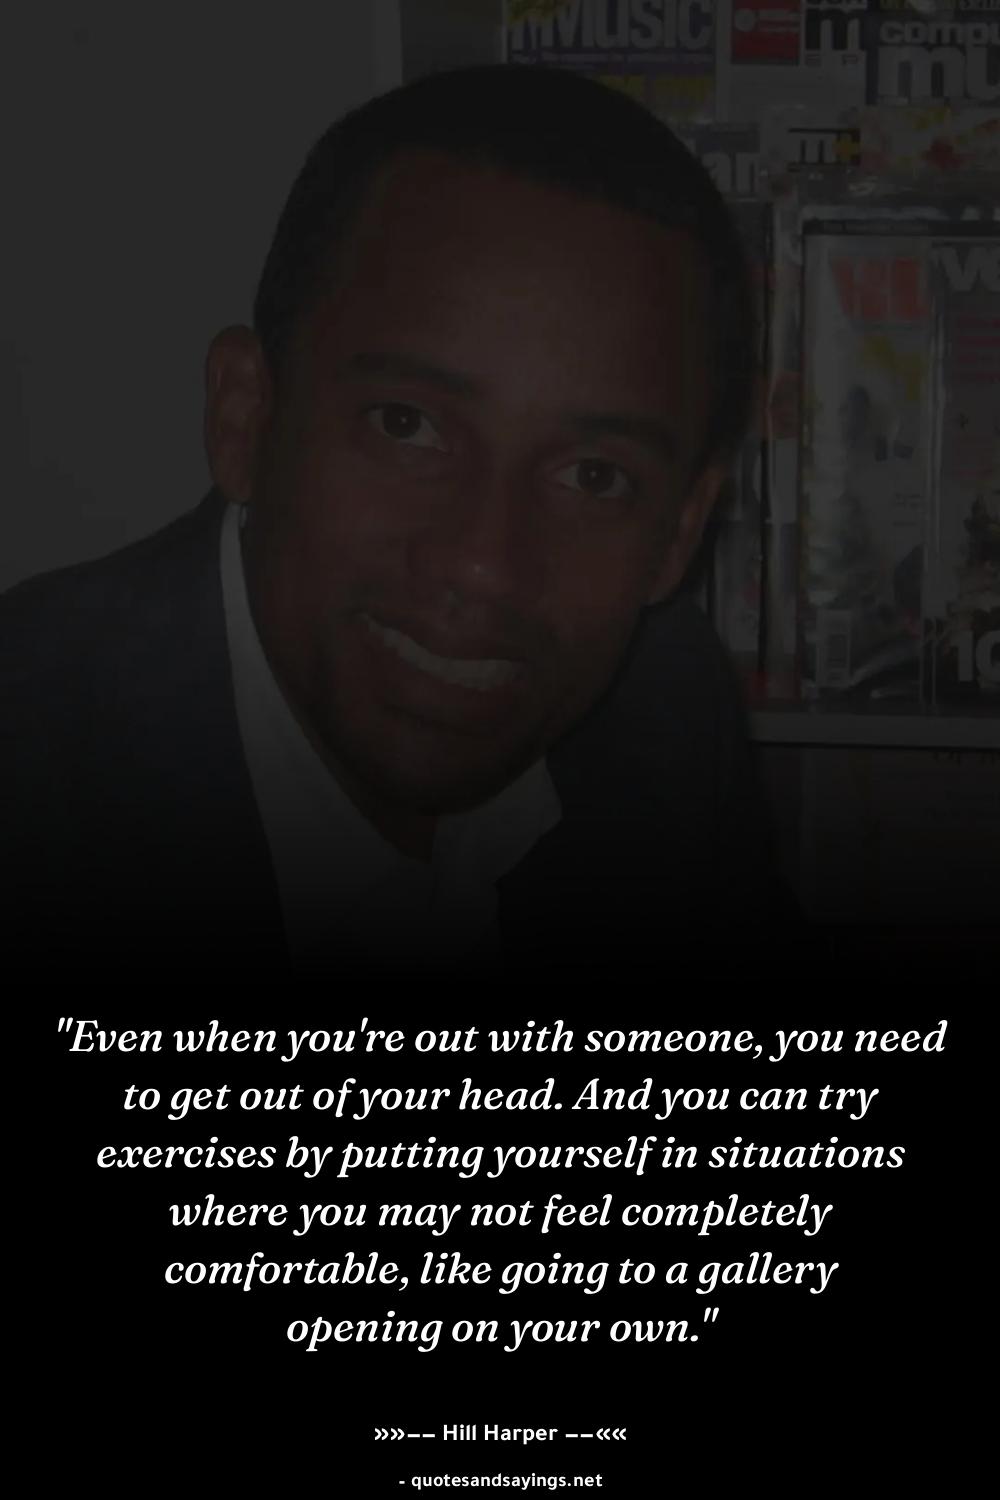 Music
"Even when you're out with someone, you need
to get out of your head. And you can try
exercises by putting yourself in situations
where you may not feel completely
comfortable, like going to a gallery
opening on your own."
»»–– Hill Harper ––««
- quotesandsayings.net